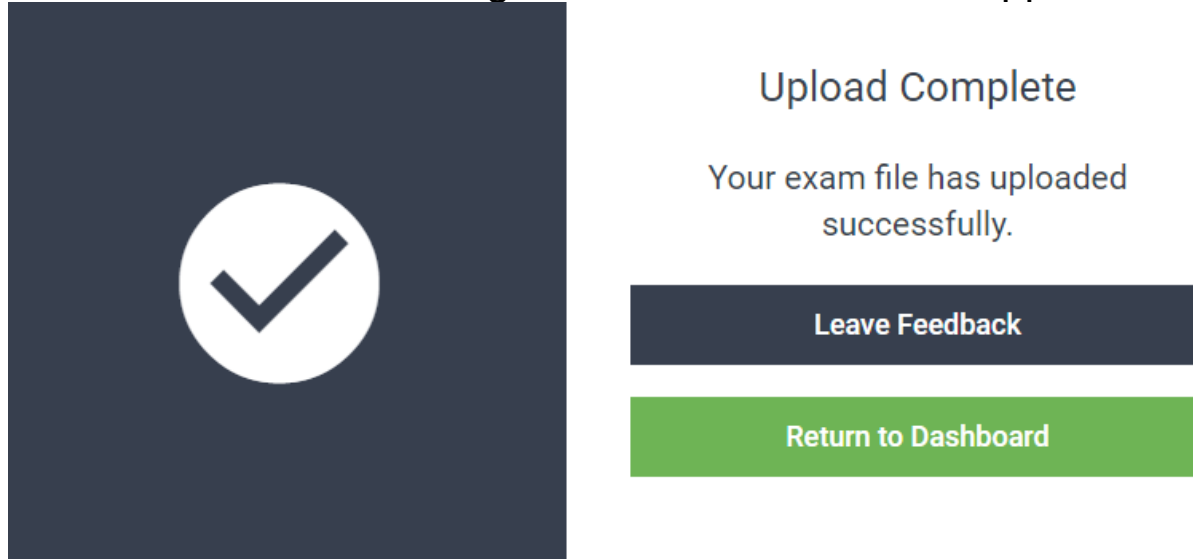 Upload Complete
Your exam file has uploaded
successfully.
Leave Feedback
Return to Dashboard